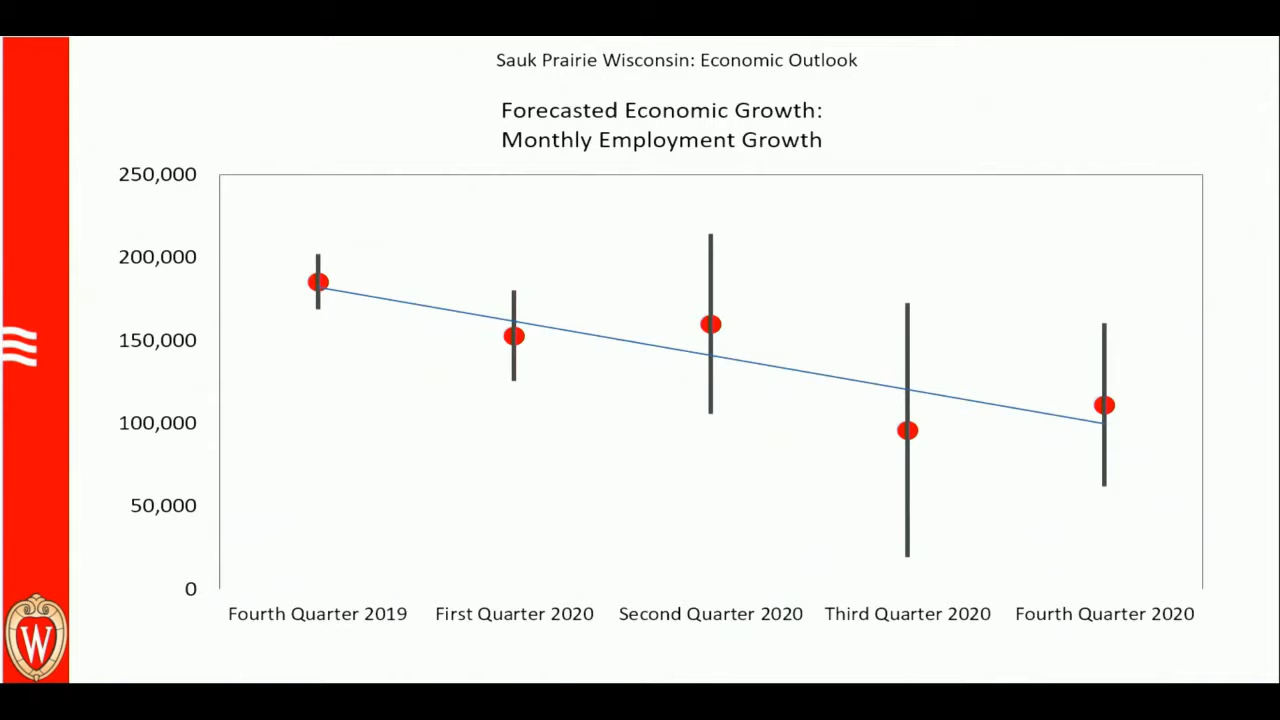 Sauk Prairie Wisconsin: Economic Outlook
Forecasted Economic Growth:
Monthly Employment Growth
250,000
200,000
150,000
100,000
50,000
0
Fourth Quarter 2019 First Quarter 2020 Second Quarter 2020 Third Quarter 2020 Fourth Quarter 2020
W